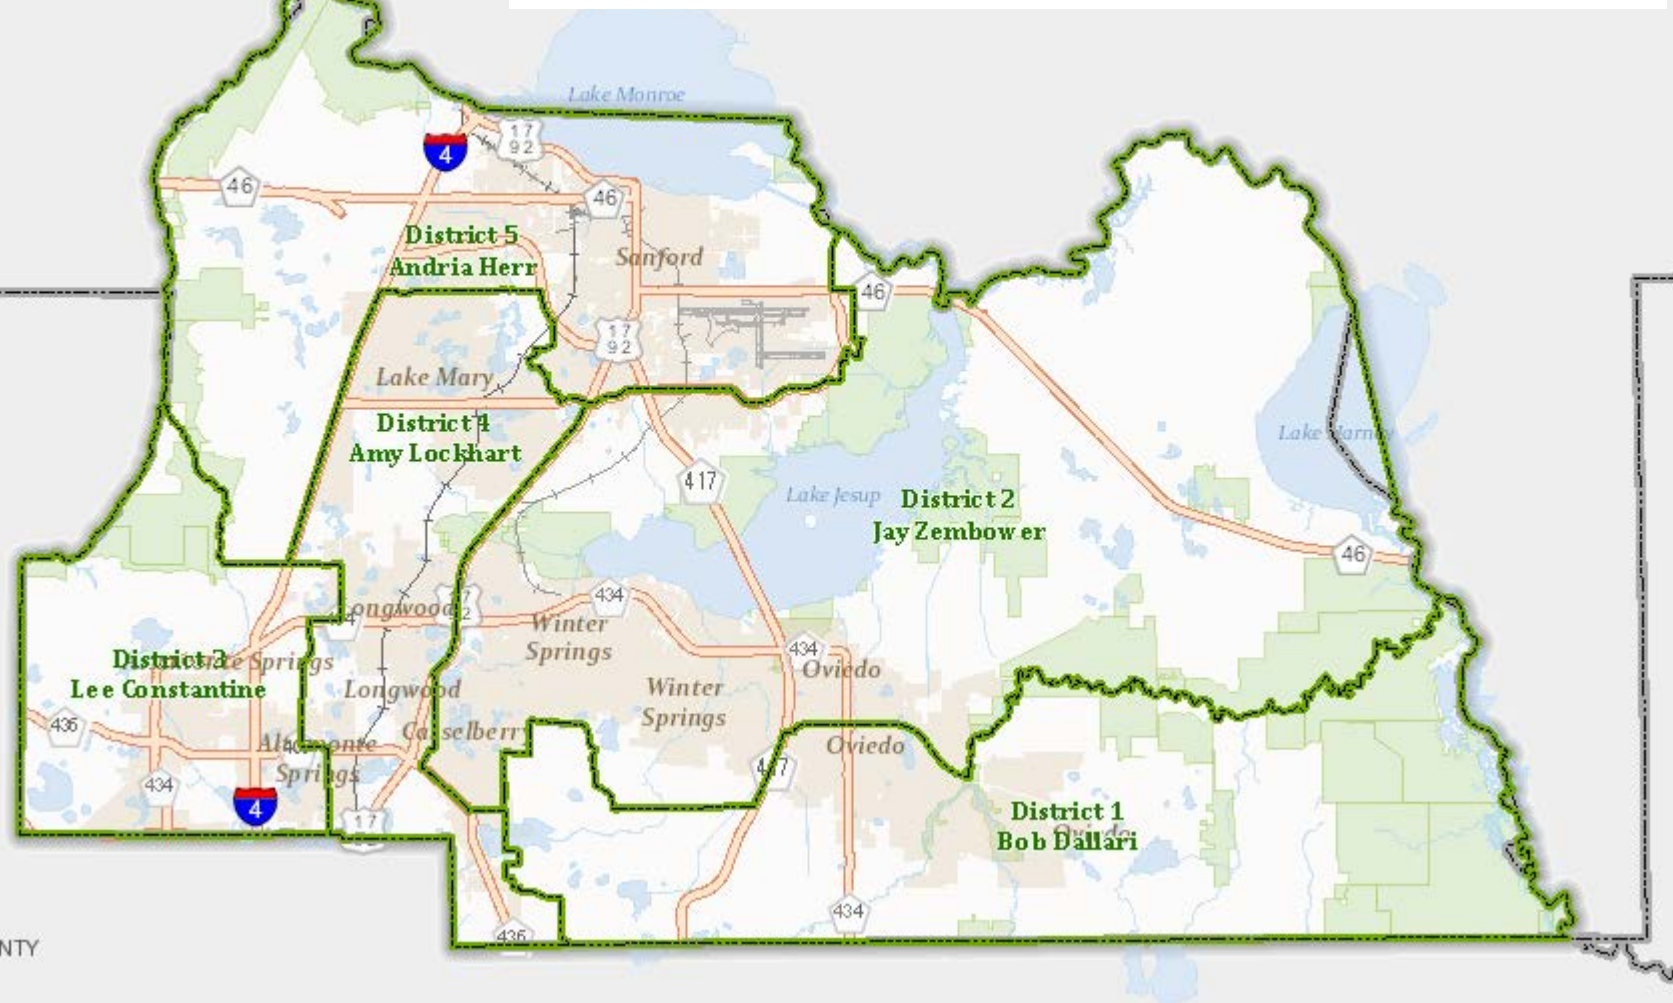 Lake Monroe
17
92
4
46
46
District 5
Andria Herr
Sanford
46
17
92
Lake Mary
District 4
Amy Lockhart
Lake Harney
417
Lake Jesup
District 2
Jay Zembower
46
434
Longwood
Winter
Springs
434
Oviedo
District 3
Springs
Lee Constantine
Longwood
Winter
Springs
436
Casselberry
Altamonte
Springs
Oviedo
417
434
4
17
District 1
Bob Dallari
434
436
NTY